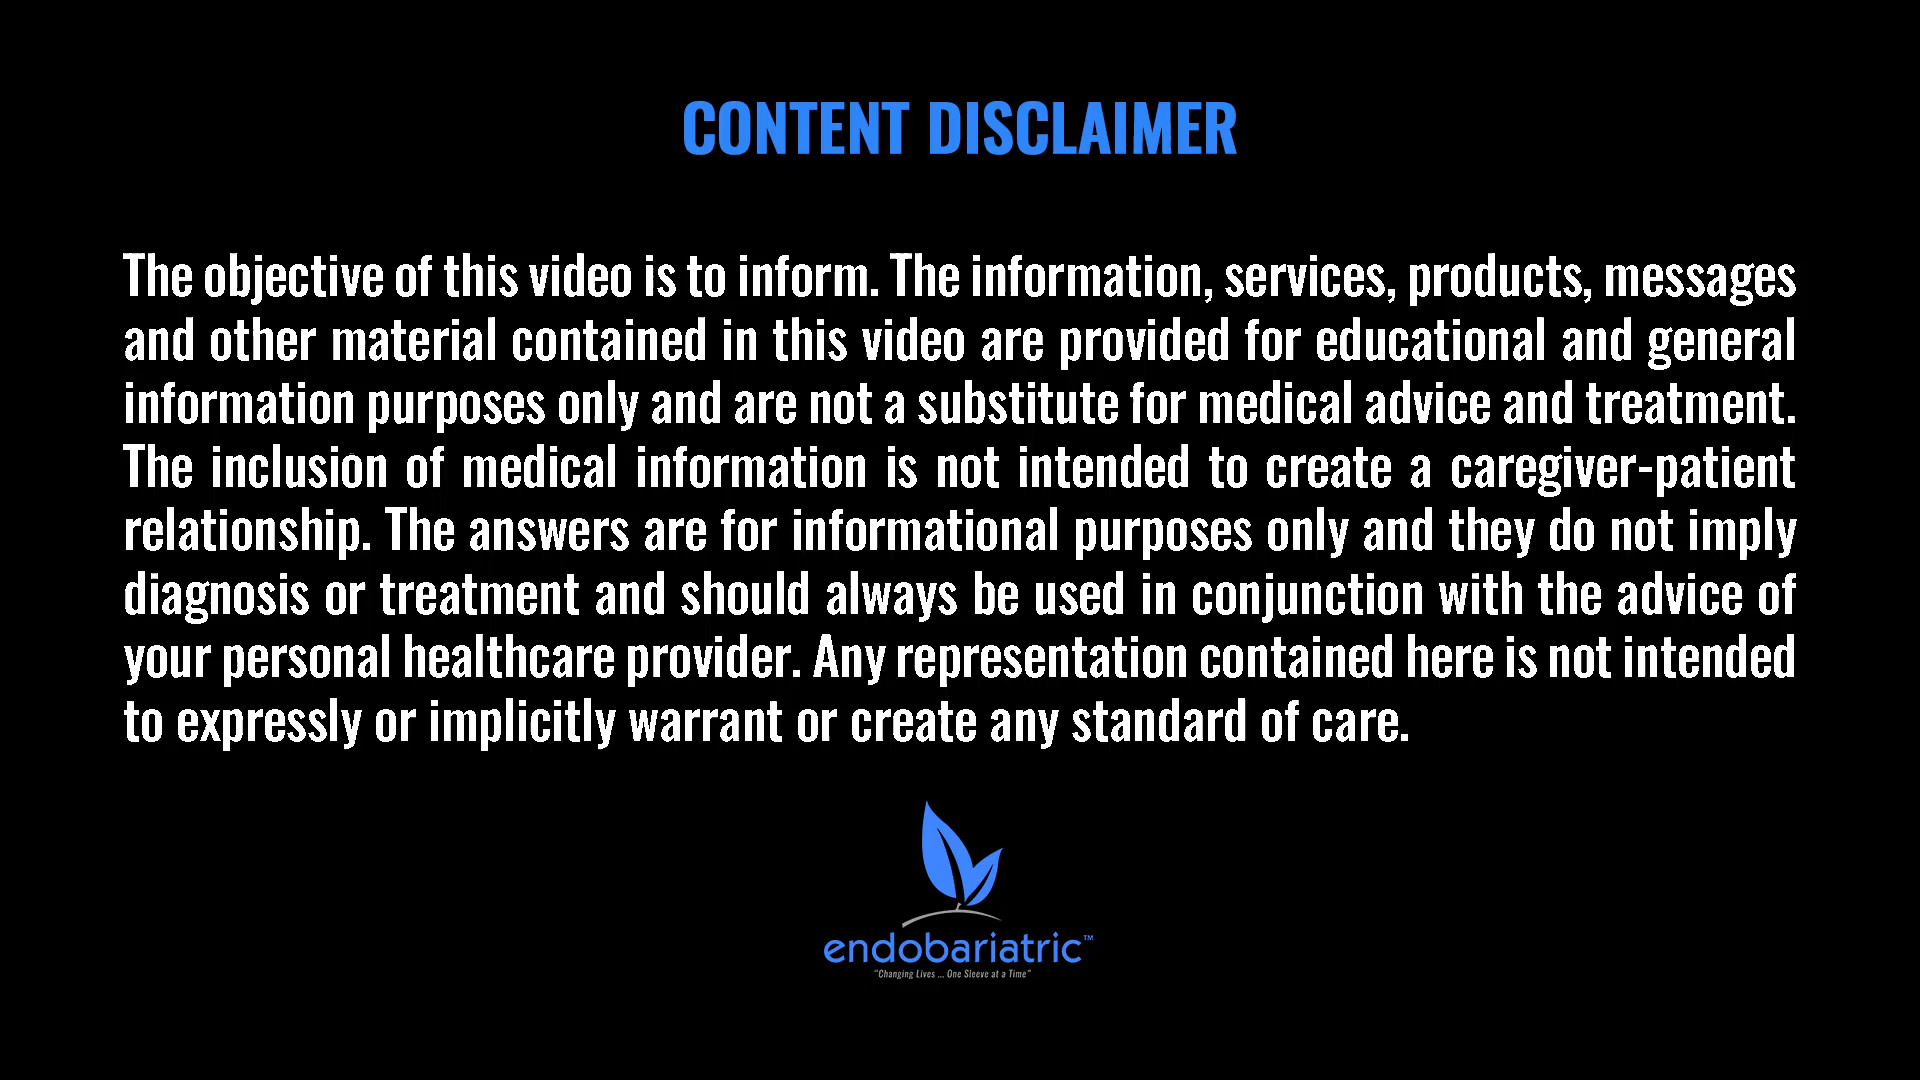 CONTENT DISCLAIMER
The objective of this video is to inform. The information, services, products, messages
and other material contained in this video are provided for educational and general
information purposes only and are not a substitute for medical advice and treatment.
The inclusion of medical information is not intended to create a caregiver-patient
relationship. The answers are for informational purposes only and they do not imply
diagnosis or treatment and should always be used in conjunction with the advice of
your personal healthcare provider. Any representation contained here is not intended
to expressly or implicitly warrant or create any standard of care.
endobariatric™
“Changing Lives ... One Sleeve at a Time”